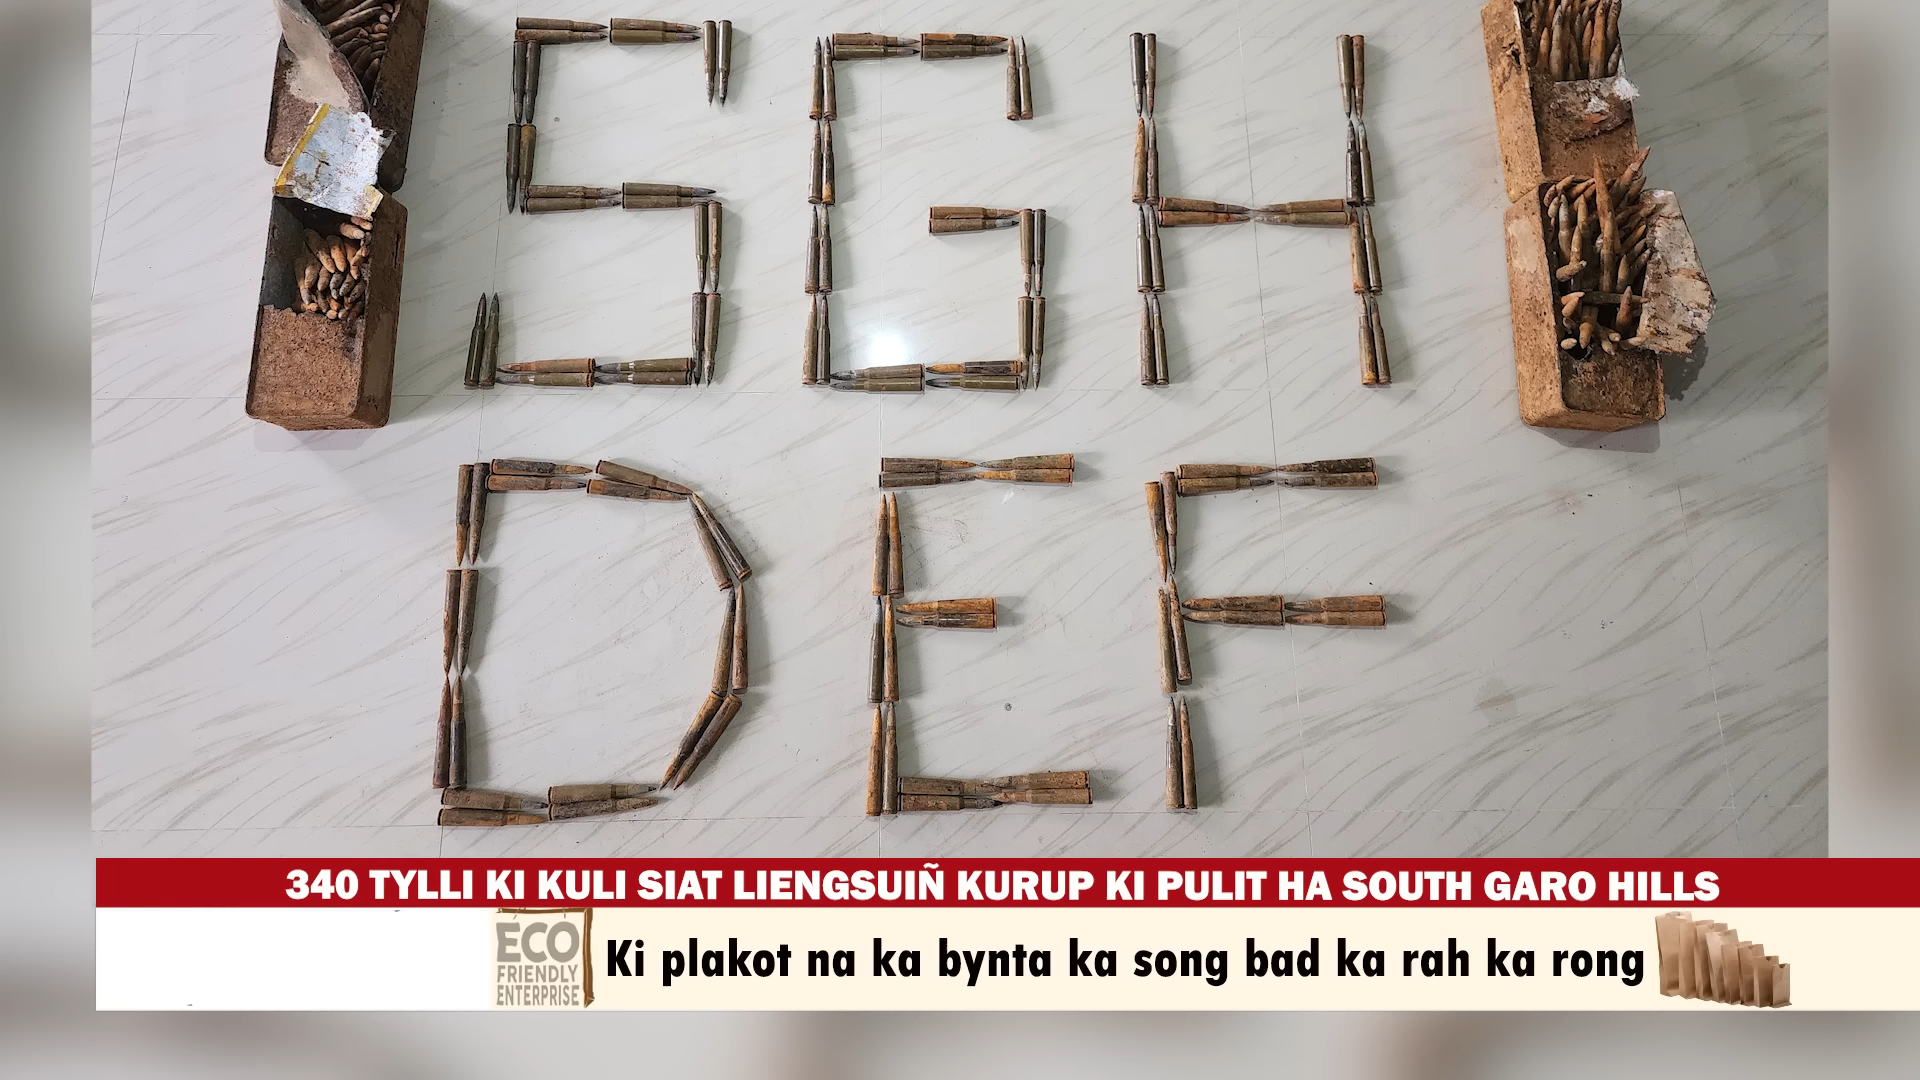 SGH
DEF
340 TYLLI KI KULI SIAT LIENGSUIÑ KURUP KI PULIT HA SOUTH GARO HILLS
ECO
FRIENDLY
ENTERPRISE
Ki plakot na ka bynta ka song bad ka rah ka rong